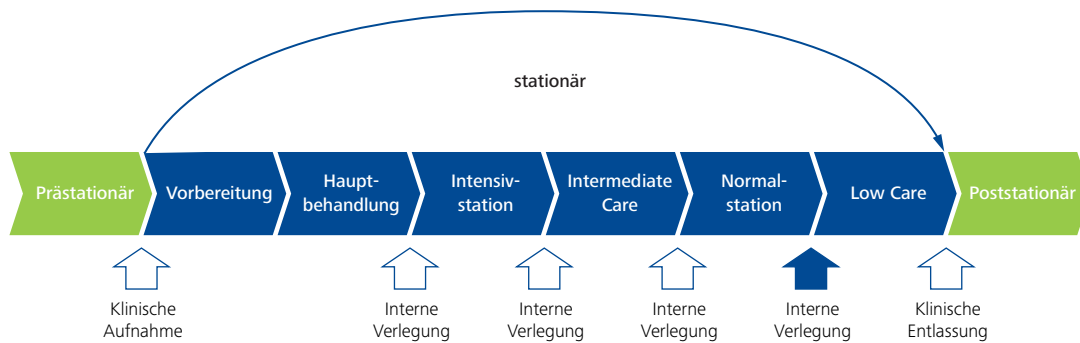 stationär
Prästationär
Vorbereitung
Haupt-
behandlung
Intensiv-
station
Intermediate
Care
Normal-
station
Low Care
Poststationär
Klinische
Aufnahme
Interne
Verlegung
Interne
Verlegung
Interne
Verlegung
Interne
Verlegung
Klinische
Entlassung